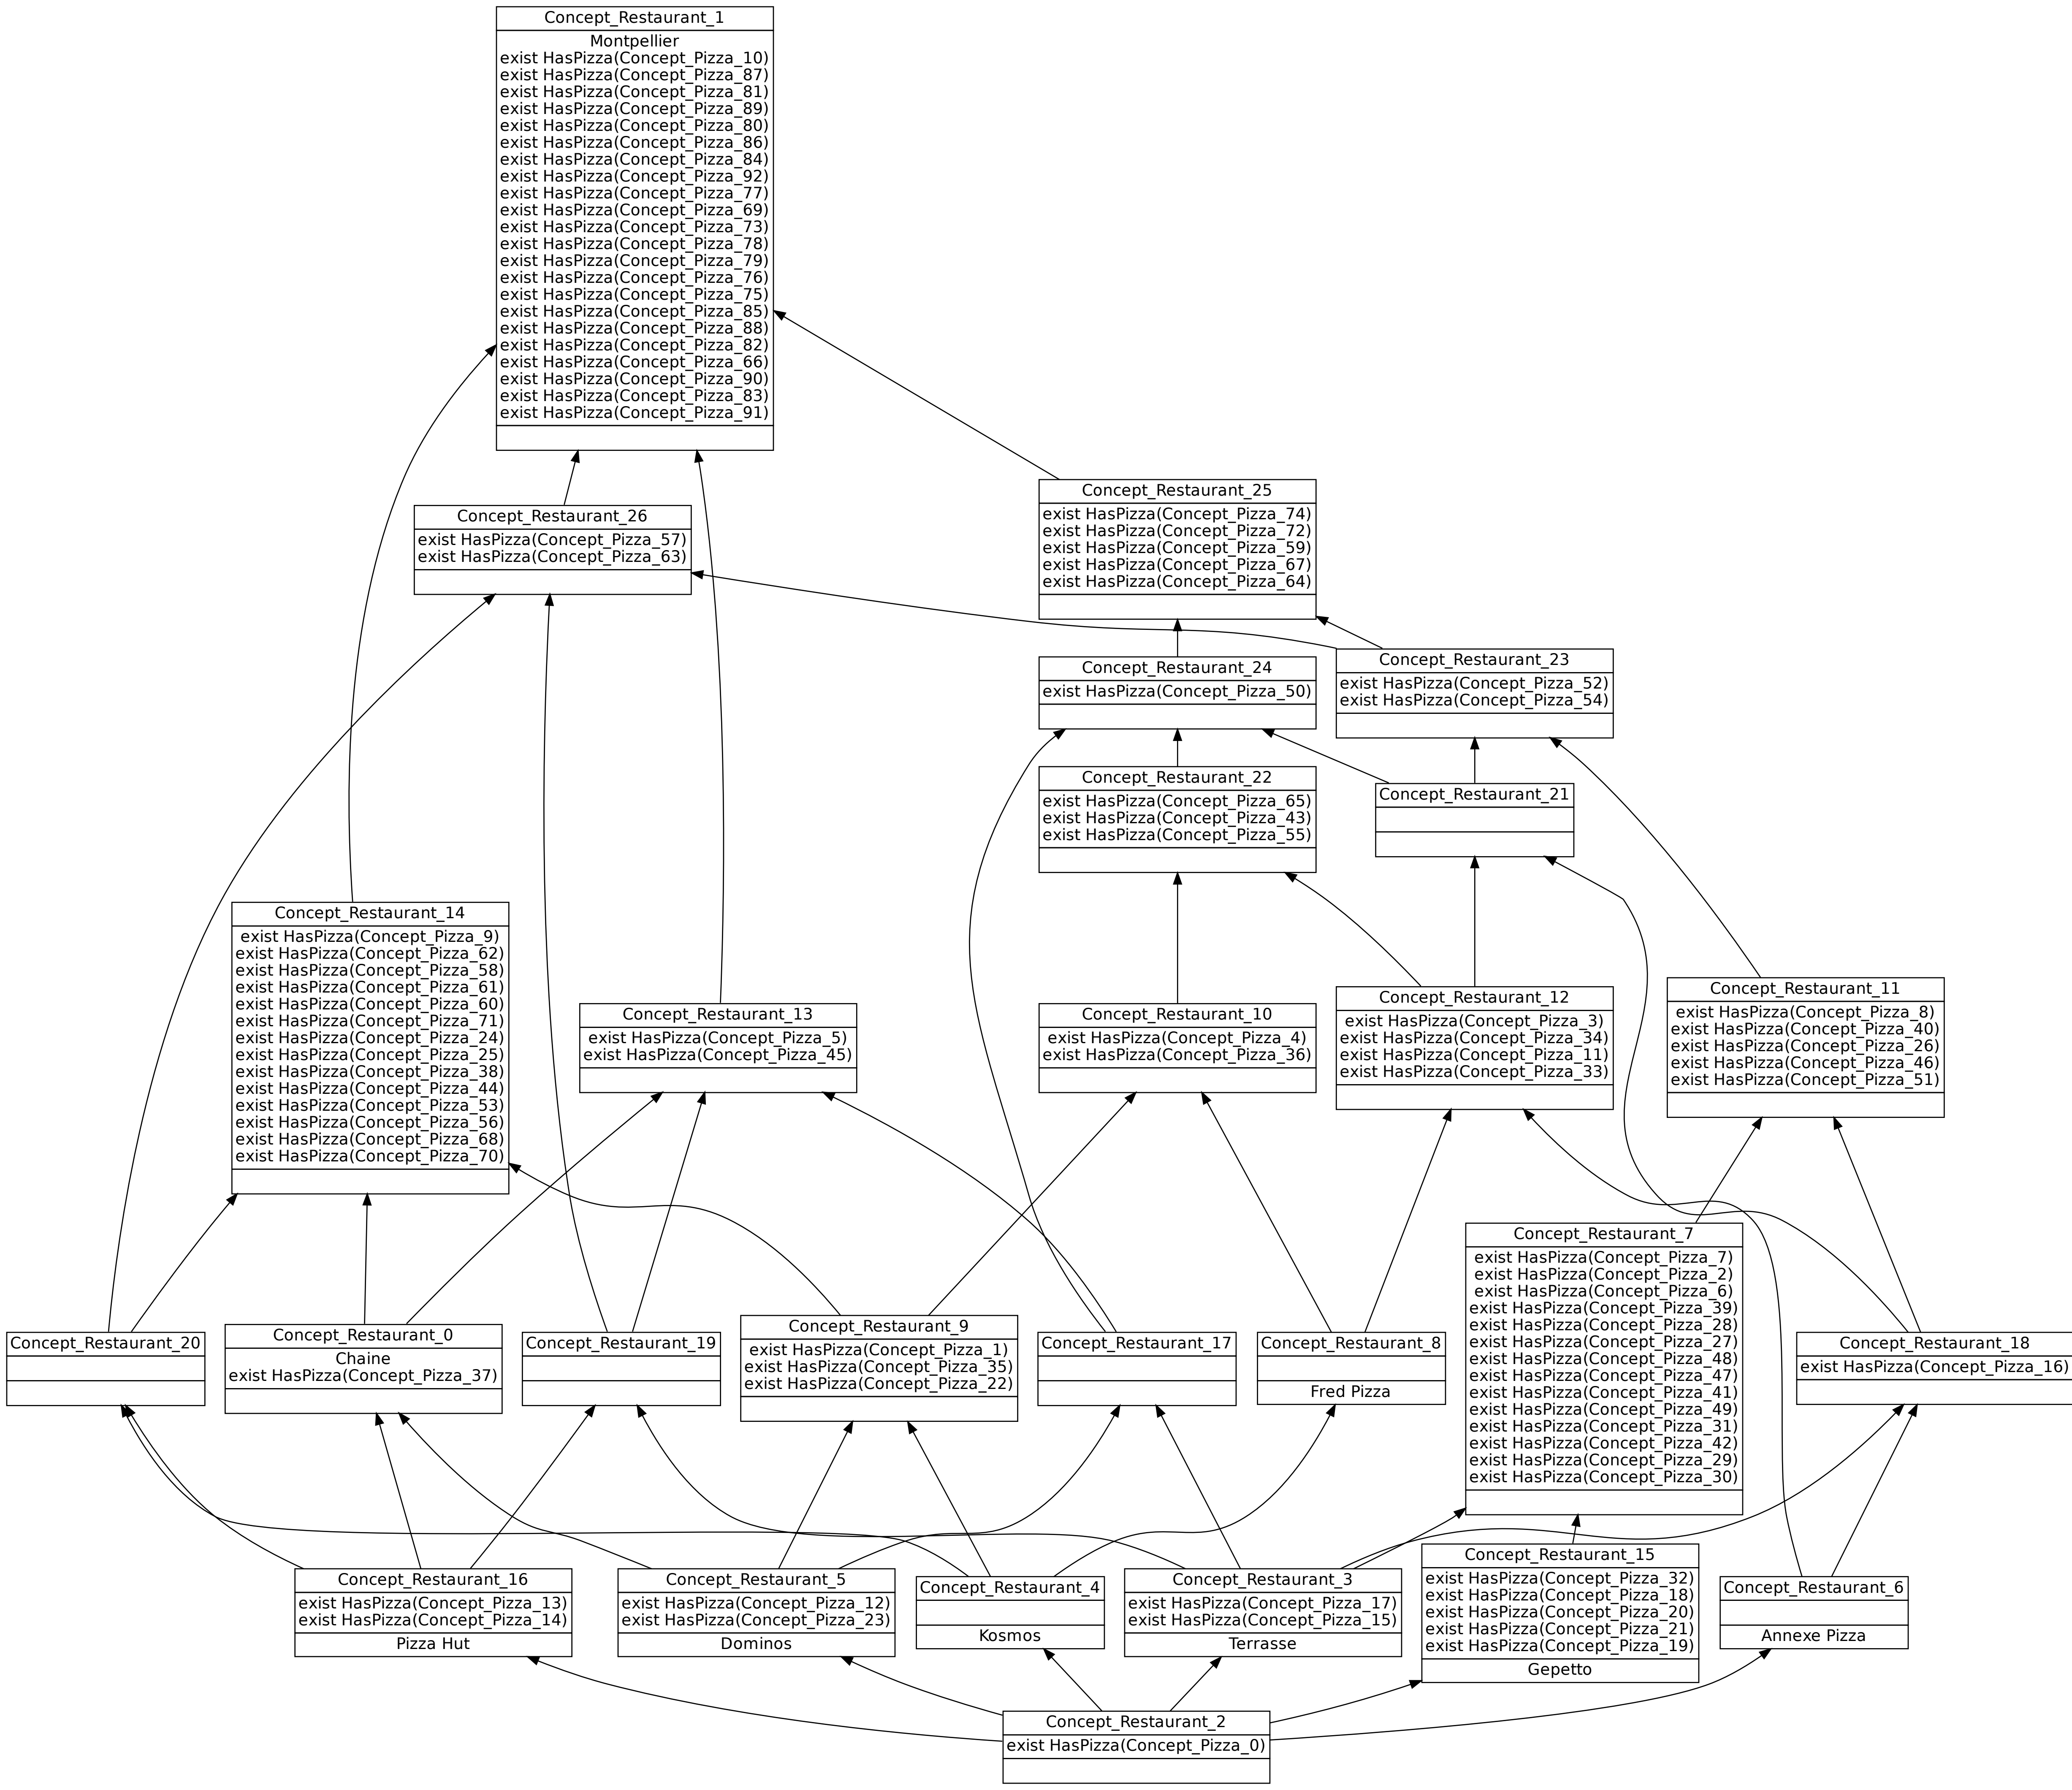 Concept_Restaurant_1
Montpellier
exist HasPizza(Concept_Pizza_10)
exist HasPizza(Concept_Pizza_87)
exist HasPizza(Concept_Pizza_81)
exist HasPizza(Concept_Pizza_89)
exist HasPizza(Concept_Pizza_80)
exist HasPizza(Concept_Pizza_86)
exist HasPizza(Concept_Pizza_84)
exist HasPizza(Concept_Pizza_92)
exist HasPizza(Concept_Pizza_77)
exist HasPizza(Concept_Pizza_69)
exist HasPizza(Concept_Pizza_73)
exist HasPizza(Concept_Pizza_78)
exist HasPizza(Concept_Pizza_79)
exist HasPizza(Concept_Pizza_76)
exist HasPizza(Concept_Pizza_75)
exist HasPizza(Concept_Pizza_85)
exist HasPizza(Concept_Pizza_88)
exist HasPizza(Concept_Pizza_82)
exist HasPizza(Concept_Pizza_66)
exist HasPizza(Concept_Pizza_90)
exist HasPizza(Concept_Pizza_83)
exist HasPizza(Concept_Pizza_91)
Concept_Restaurant_26
exist HasPizza(Concept_Pizza_57)
exist HasPizza(Concept_Pizza_63)
Concept_Restaurant_25
exist HasPizza(Concept_Pizza_74)
exist HasPizza(Concept_Pizza_72)
exist HasPizza(Concept_Pizza_59)
exist HasPizza(Concept_Pizza_67)
exist HasPizza(Concept_Pizza_64)
Concept_Restaurant_24
exist HasPizza(Concept_Pizza_50)
Concept_Restaurant_23
exist HasPizza(Concept_Pizza_52)
exist HasPizza(Concept_Pizza_54)
Concept_Restaurant_22
exist HasPizza(Concept_Pizza_65)
exist HasPizza(Concept_Pizza_43)
exist HasPizza(Concept_Pizza_55)
Concept_Restaurant_21
Concept_Restaurant_14
exist HasPizza(Concept_Pizza_9)
exist HasPizza(Concept_Pizza_62)
exist HasPizza(Concept_Pizza_58)
exist HasPizza(Concept_Pizza_61)
exist HasPizza(Concept_Pizza_60)
exist HasPizza(Concept_Pizza_71)
exist HasPizza(Concept_Pizza_24)
exist HasPizza(Concept_Pizza_25)
exist HasPizza(Concept_Pizza_38)
exist HasPizza(Concept_Pizza_44)
exist HasPizza(Concept_Pizza_53)
exist HasPizza(Concept_Pizza_56)
exist HasPizza(Concept_Pizza_68)
exist HasPizza(Concept_Pizza_70)
Concept_Restaurant_13
exist HasPizza(Concept_Pizza_5)
exist HasPizza(Concept_Pizza_45)
Concept_Restaurant_10
exist HasPizza(Concept_Pizza_4)
exist HasPizza(Concept_Pizza_36)
Concept_Restaurant_12
exist HasPizza(Concept_Pizza_3)
exist HasPizza(Concept_Pizza_34)
exist HasPizza(Concept_Pizza_11)
exist HasPizza(Concept_Pizza_33)
Concept_Restaurant_11
exist HasPizza(Concept_Pizza_8)
exist HasPizza(Concept_Pizza_40)
exist HasPizza(Concept_Pizza_26)
exist HasPizza(Concept_Pizza_46)
exist HasPizza(Concept_Pizza_51)
Concept_Restaurant_20
Concept_Restaurant_0
Chaine
exist HasPizza(Concept_Pizza_37)
Concept_Restaurant_19
Concept_Restaurant_9
exist HasPizza(Concept_Pizza_1)
exist HasPizza(Concept_Pizza_35)
exist HasPizza(Concept_Pizza_22)
Concept_Restaurant_17
Concept_Restaurant_8
Fred Pizza
Concept_Restaurant_7
exist HasPizza(Concept_Pizza_7)
exist HasPizza(Concept_Pizza_2)
exist HasPizza(Concept_Pizza_6)
exist HasPizza(Concept_Pizza_39)
exist HasPizza(Concept_Pizza_28)
exist HasPizza(Concept_Pizza_27)
exist HasPizza(Concept_Pizza_48)
exist HasPizza(Concept_Pizza_47)
exist HasPizza(Concept_Pizza_41)
exist HasPizza(Concept_Pizza_49)
exist HasPizza(Concept_Pizza_31)
exist HasPizza(Concept_Pizza_42)
exist HasPizza(Concept_Pizza_29)
exist HasPizza(Concept_Pizza_30)
Concept_Restaurant_18
exist HasPizza(Concept_Pizza_16)
Concept_Restaurant_16
exist HasPizza(Concept_Pizza_13)
exist HasPizza(Concept_Pizza_14)
Pizza Hut
Concept_Restaurant_5
exist HasPizza(Concept_Pizza_12)
exist HasPizza(Concept_Pizza_23)
Dominos
Concept_Restaurant_4
Kosmos
Concept_Restaurant_3
exist HasPizza(Concept_Pizza_17)
exist HasPizza(Concept_Pizza_15)
Terrasse
Concept_Restaurant_15
exist HasPizza(Concept_Pizza_32)
exist HasPizza(Concept_Pizza_18)
exist HasPizza(Concept_Pizza_20)
exist HasPizza(Concept_Pizza_21)
exist HasPizza(Concept_Pizza_19)
Gepetto
Concept_Restaurant_6
Annexe Pizza
Concept_Restaurant_2
exist HasPizza(Concept_Pizza_0)